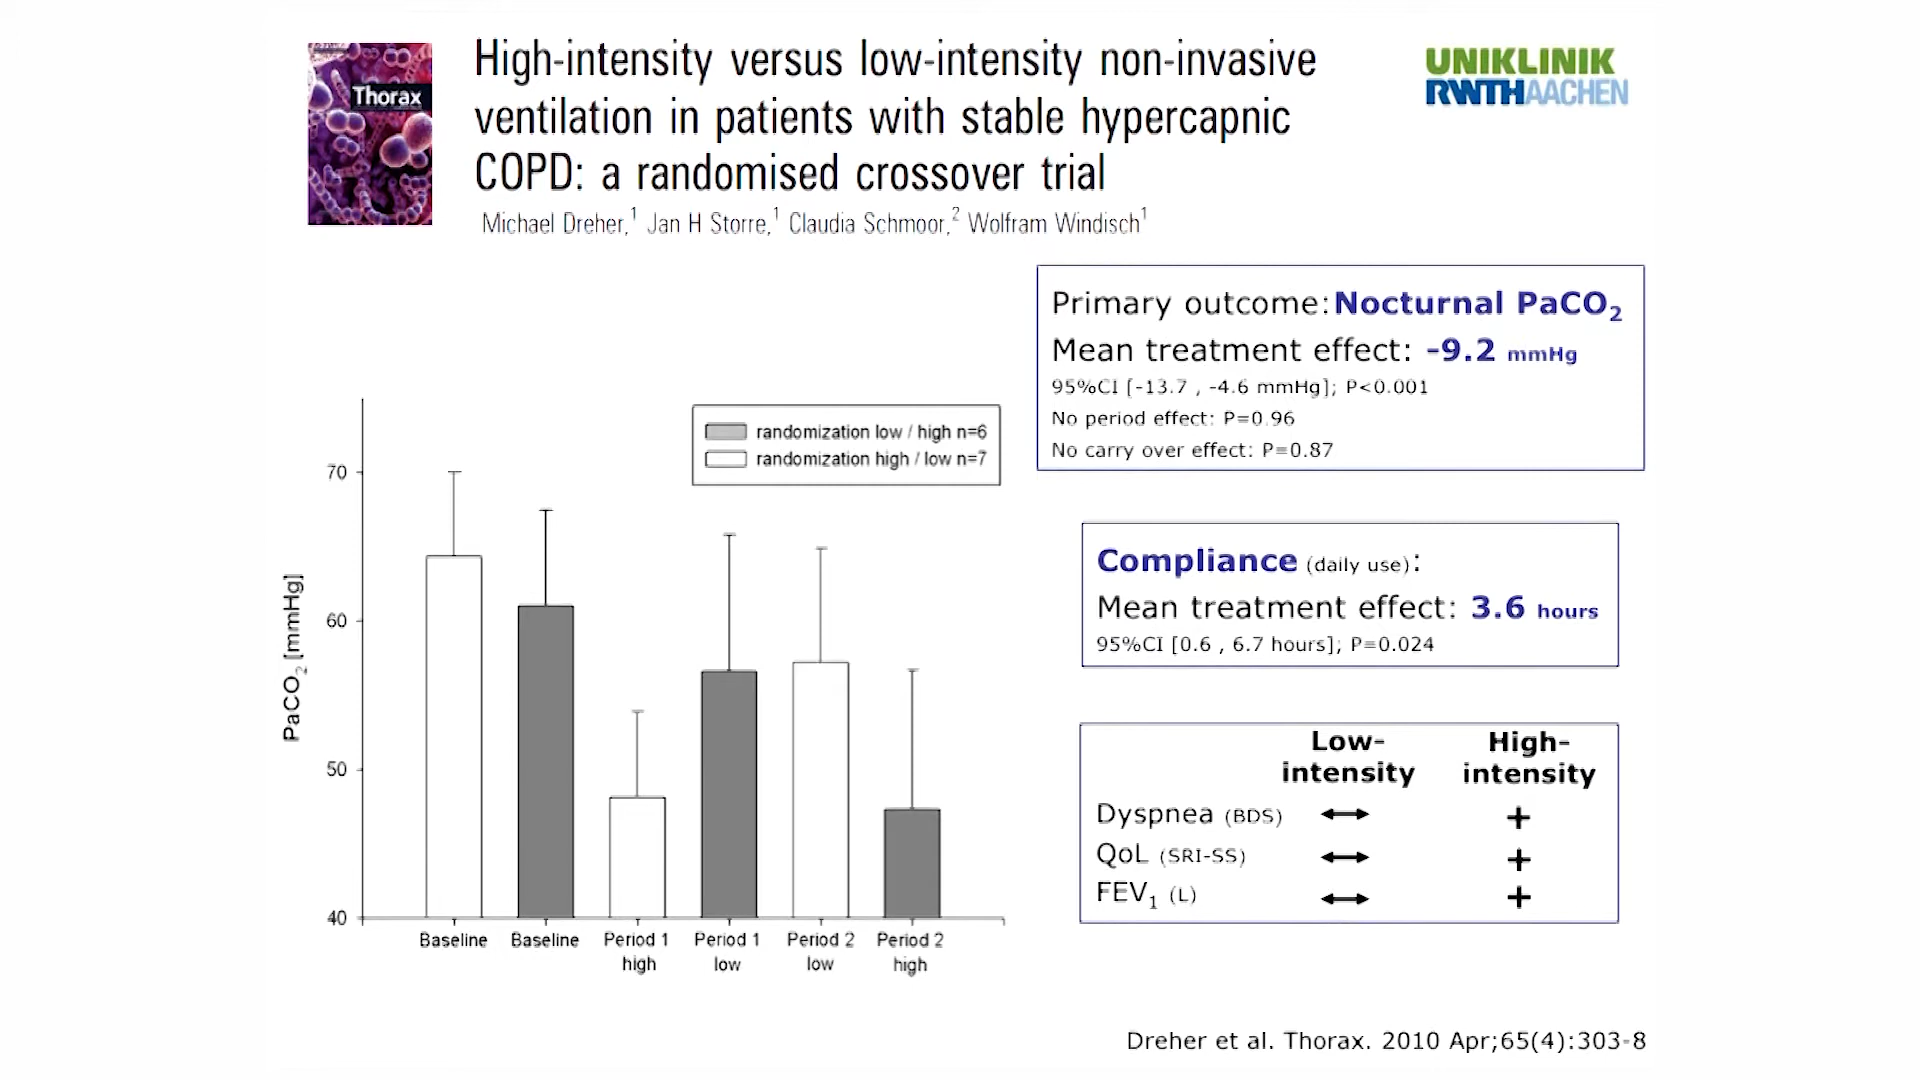 Thorax
High-intensity versus low-intensity non-invasive
ventilation in patients with stable hypercapnic
COPD: a randomised crossover trial
Michael Dreher,¹ Jan H Storre,¹ Claudia Schmoor,² Wolfram Windisch¹
UNIKLINIK
RWTHAACHEN
Primary outcome: Nocturnal PaCO₂
Mean treatment effect: -9.2 mmHg
95%CI [-13.7 , -4.6 mmHg]; P<0.001
No period effect: P=0.96
No carry over effect: P=0.87
randomization low / high n=6
randomization high / low n=7
PaCO₂ [mmHg]
70
60
50
40
Baseline
Baseline
Period 1
high
Period 1
low
Period 2
low
Period 2
high
Compliance (daily use):
Mean treatment effect: 3.6 hours
95%CI [0.6 , 6.7 hours]; P=0.024
Low-
intensity
High-
intensity
Dyspnea (BDS) ↔ +
QoL (SRI-SS) ↔ +
FEV₁ (L) ↔ +
Dreher et al. Thorax. 2010 Apr;65(4):303-8